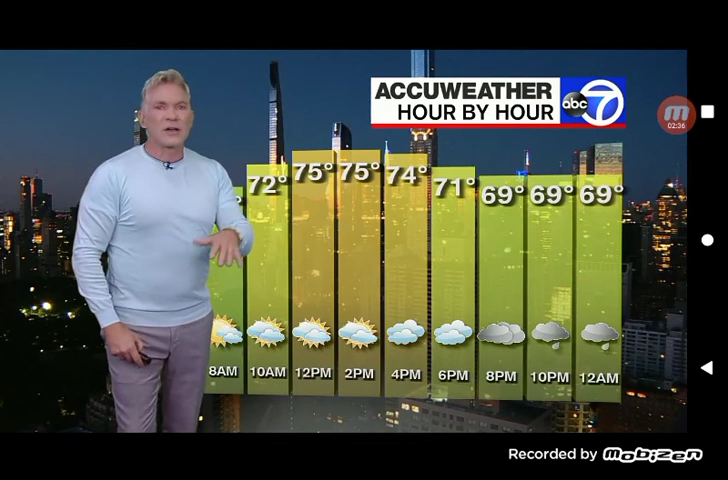 ACCUWEATHER
HOUR BY HOUR
abc 7
02:36
72° 75° 75° 74° 71° 69° 69° 69°
8AM 10AM 12PM 2PM 4PM 6PM 8PM 10PM 12AM
Recorded by mobizen